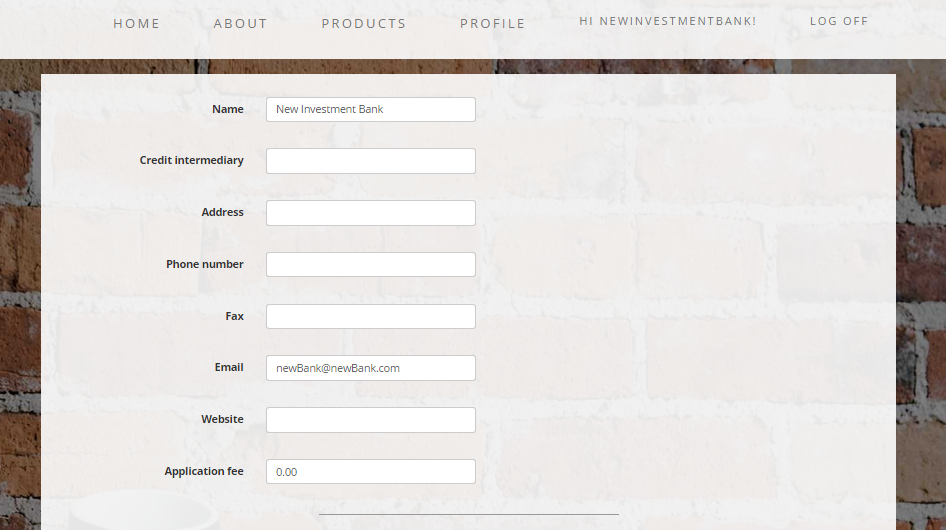 HOME ABOUT PRODUCTS PROFILE HI NEWINVESTMENTBANK! LOG OFF
Name New Investment Bank
Credit intermediary
Address
Phone number
Fax
Email newBank@newBank.com
Website
Application fee 0.00